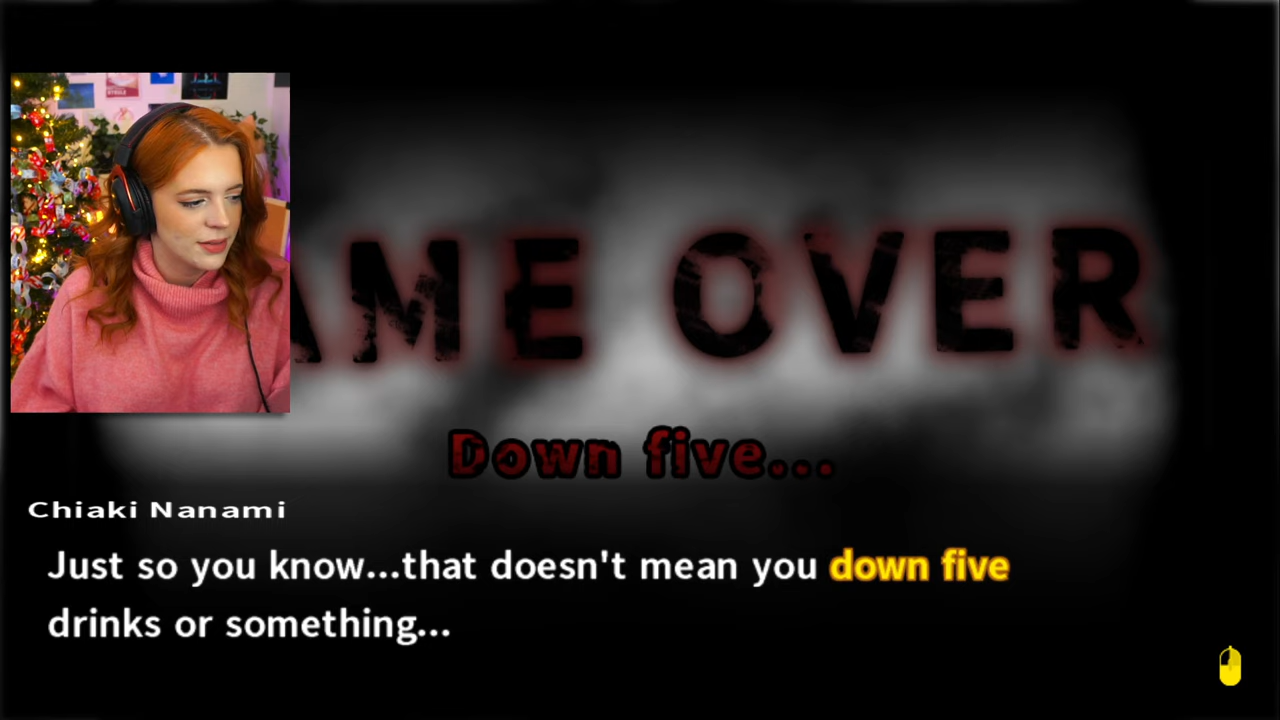 AME OVER
Down five...
Chiaki Nanami
Just so you know...that doesn't mean you down five
drinks or something...